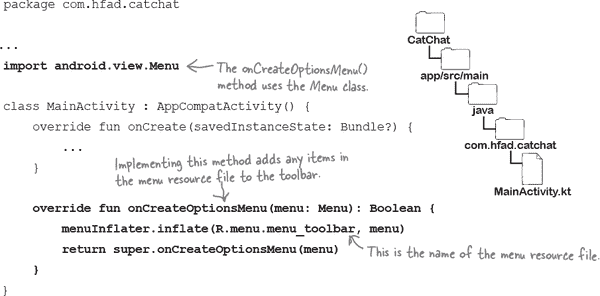 package com.hfad.catchat
...
import android.view.Menu
The onCreateOptionsMenu()
method uses the Menu class.
class MainActivity : AppCompatActivity() {
override fun onCreate(savedInstanceState: Bundle?) {
...
}
Implementing this method adds any items in
the menu resource file to the toolbar.
override fun onCreateOptionsMenu(menu: Menu): Boolean {
menuInflater.inflate(R.menu.menu_toolbar, menu)
return super.onCreateOptionsMenu(menu)
This is the name of the menu resource file.
}
}
CatChat
app/src/main
java
com.hfad.catchat
MainActivity.kt